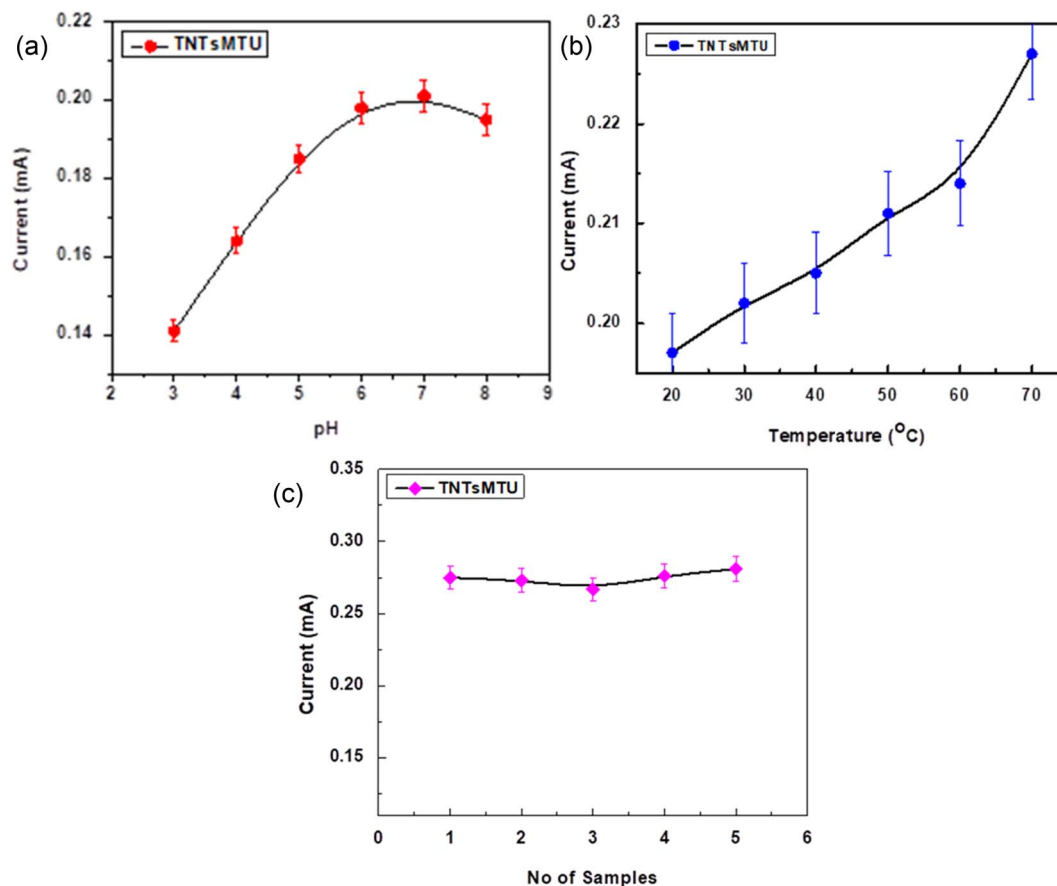 (a)
TNTsMTU
0.22
0.20
0.18
0.16
0.14
Current (mA)
2 3 4 5 6 7 8 9
pH
(b)
TNTsMTU
0.23
0.22
0.21
0.20
Current (mA)
20 30 40 50 60 70
Temperature (°C)
(c)
TNTsMTU
0.35
0.30
0.25
0.20
0.15
Current (mA)
0 1 2 3 4 5 6
No of Samples